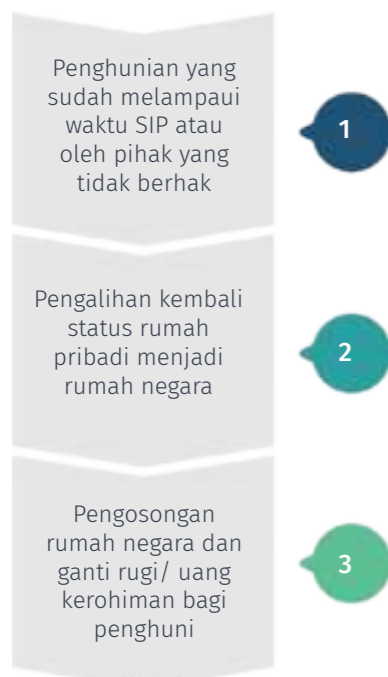 Penghunian yang
sudah melampaui
waktu SIP atau
oleh pihak yang
tidak berhak
1
Pengalihan kembali
status rumah
pribadi menjadi
rumah negara
2
Pengosongan
rumah negara dan
ganti rugi/ uang
kerohiman bagi
penghuni
3